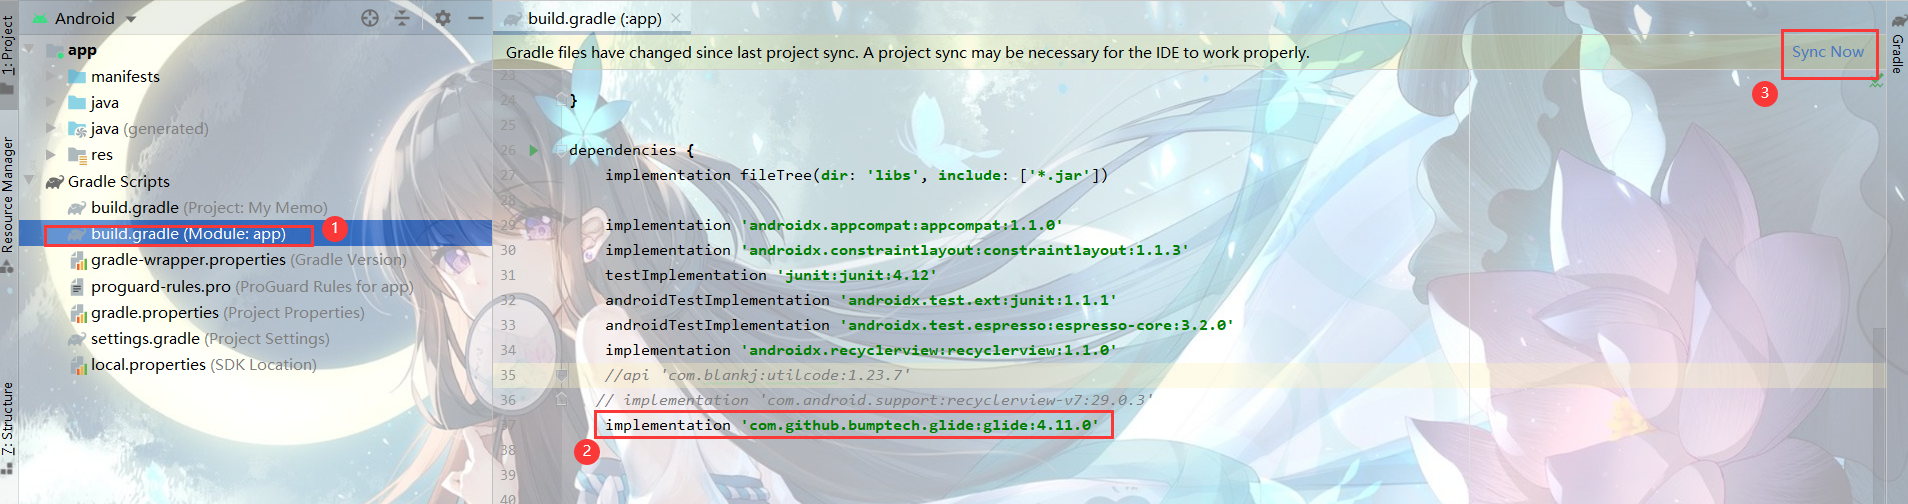 1: Project
Resource Manager
Z: Structure
Android
app
manifests
java
java (generated)
res
Gradle Scripts
build.gradle (Project: My Memo)
build.gradle (Module: app)
1
gradle-wrapper.properties (Gradle Version)
proguard-rules.pro (ProGuard Rules for app)
gradle.properties (Project Properties)
settings.gradle (Project Settings)
local.properties (SDK Location)
build.gradle (:app)
Gradle files have changed since last project sync. A project sync may be necessary for the IDE to work properly.
Sync Now
3
Gradle
23
24 }
25
26 dependencies {
27 implementation fileTree(dir: 'libs', include: ['*.jar'])
29 implementation 'androidx.appcompat:appcompat:1.1.0'
30 implementation 'androidx.constraintlayout:constraintlayout:1.1.3'
31 testImplementation 'junit:junit:4.12'
32 androidTestImplementation 'androidx.test.ext:junit:1.1.1'
33 androidTestImplementation 'androidx.test.espresso:espresso-core:3.2.0'
34 implementation 'androidx.recyclerview:recyclerview:1.1.0'
35 //api 'com.blankj:utilcode:1.23.7'
36 // implementation 'com.android.support:recyclerview-v7:29.0.3'
37 implementation 'com.github.bumptech.glide:glide:4.11.0'
2
38
39
40